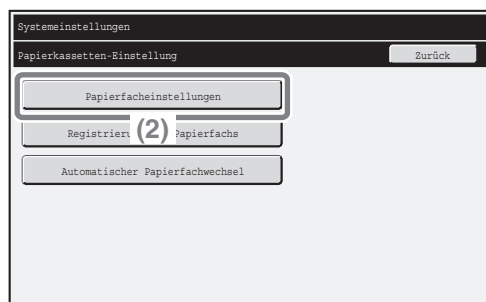 Systemeinstellungen
Papierkassetten-Einstellung
Zurück
Papierfacheinstellungen
(2)
Papierfachs
Automatischer Papierfachwechsel